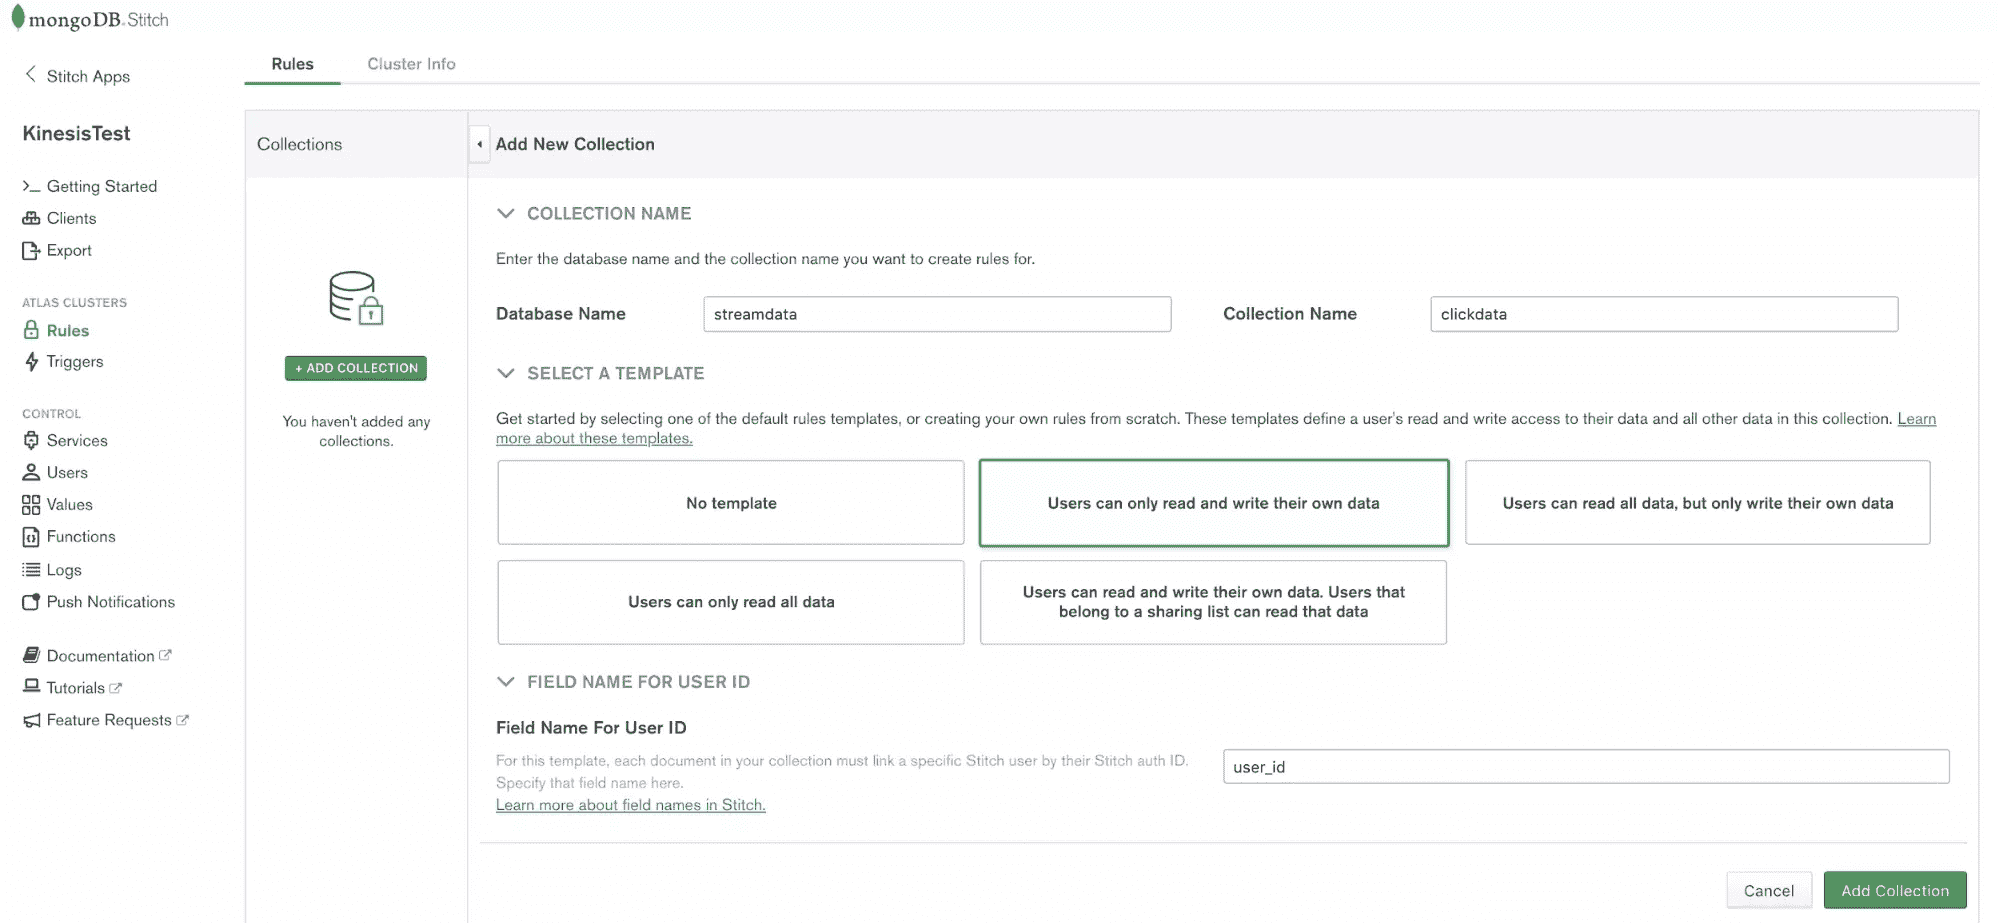 mongoDB.Stitch
Stitch Apps
KinesisTest
>_ Getting Started
Clients
Export
ATLAS CLUSTERS
Rules
Triggers
CONTROL
Services
Users
Values
Functions
Logs
Push Notifications
Documentation
Tutorials
Feature Requests
Rules
Cluster Info
Collections
+ ADD COLLECTION
You haven't added any
collections.
Add New Collection
COLLECTION NAME
Enter the database name and the collection name you want to create rules for.
Database Name
streamdata
Collection Name
clickdata
SELECT A TEMPLATE
Get started by selecting one of the default rules templates, or creating your own rules from scratch. These templates define a user's read and write access to their data and all other data in this collection. Learn
more about these templates.
No template
Users can only read and write their own data
Users can read all data, but only write their own data
Users can only read all data
Users can read and write their own data. Users that
belong to a sharing list can read that data
FIELD NAME FOR USER ID
Field Name For User ID
For this template, each document in your collection must link a specific Stitch user by their Stitch auth ID.
Specify that field name here.
Learn more about field names in Stitch.
user_id
Cancel
Add Collection